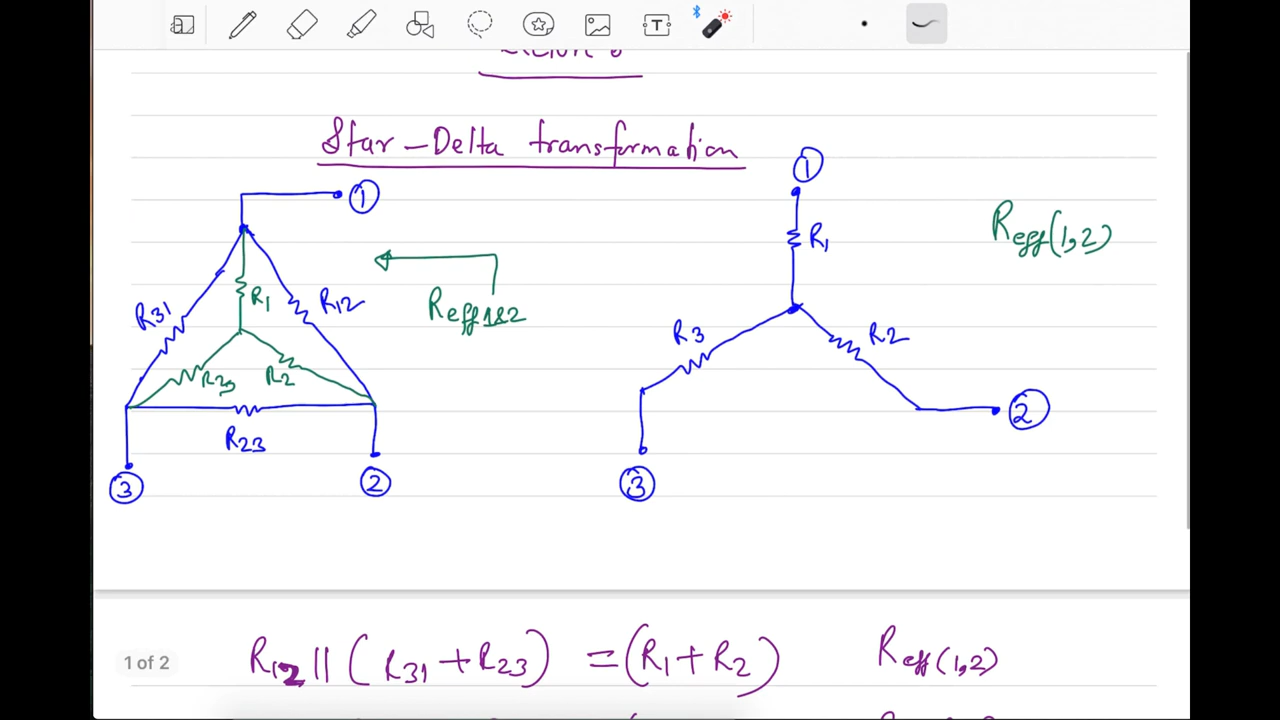 Star-Delta transformation
1
1
R1
Reff(1,2)
R31
R1
R12
Reff1&2
R3
R2
R2
R23
3
2
2
3
1 of 2
R12 || (R31 + R23) = (R1 + R2) Reff(1,2)